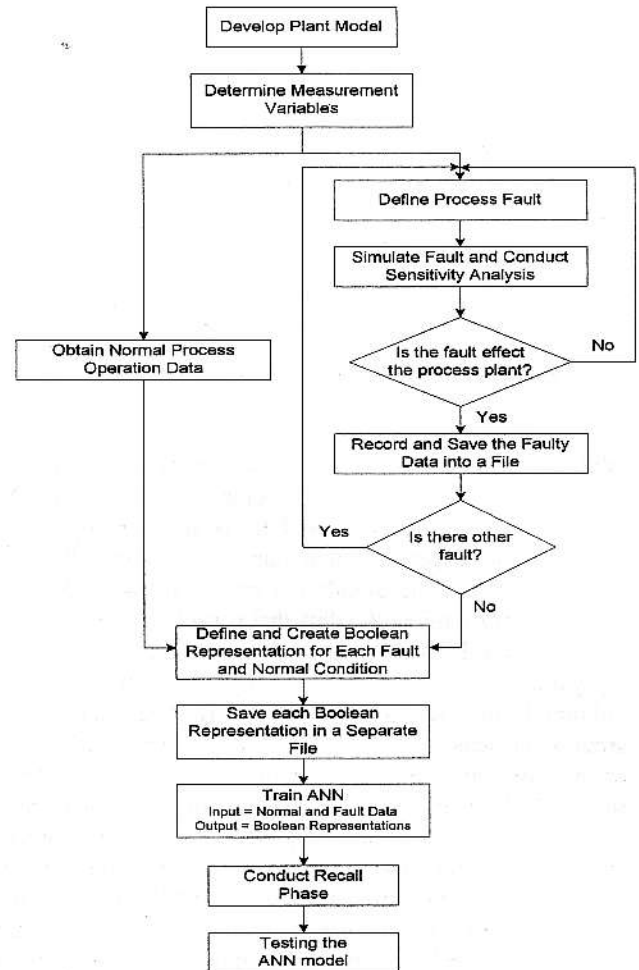 Develop Plant Model
Determine Measurement
Variables
Define Process Fault
Simulate Fault and Conduct
Sensitivity Analysis
Obtain Normal Process
Operation Data
Is the fault effect
the process plant?
No
Yes
Record and Save the Faulty
Data into a File
Yes
Is there other
fault?
No
Define and Create Boolean
Representation for Each Fault
and Normal Condition
Save each Boolean
Representation in a Separate
File
Train ANN
Input = Normal and Fault Data
Output = Boolean Representations
Conduct Recall
Phase
Testing the
ANN model